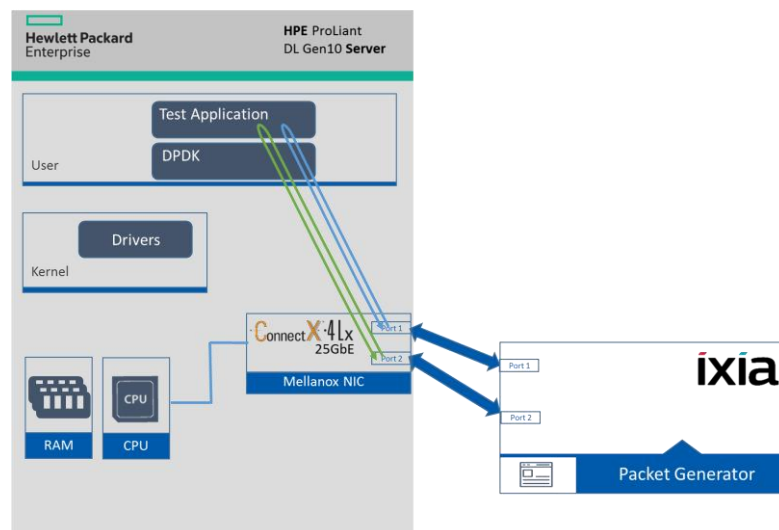 Hewlett Packard
Enterprise
HPE ProLiant
DL Gen10 Server
Test Application
DPDK
User
Drivers
Kernel
ConnectX·4Lx
25GbE
Port 1
Port 2
Mellanox NIC
CPU
RAM
CPU
ixia
Port 1
Port 2
Packet Generator